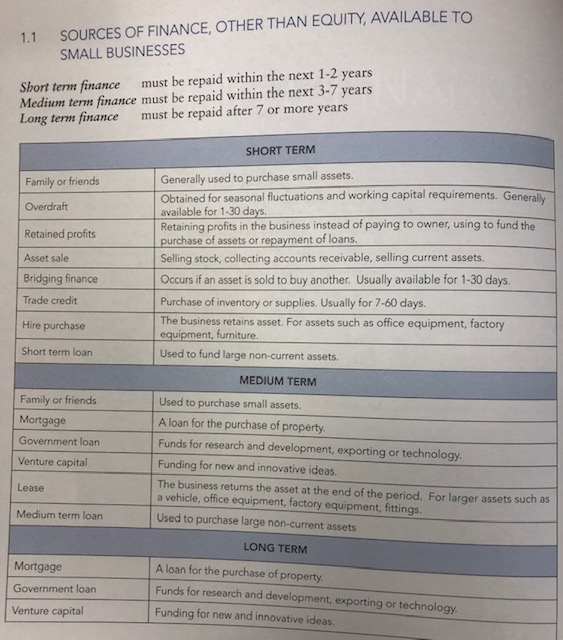 1.1 SOURCES OF FINANCE, OTHER THAN EQUITY, AVAILABLE TO
SMALL BUSINESSES
Short term finance must be repaid within the next 1-2 years
Medium term finance must be repaid within the next 3-7 years
Long term finance must be repaid after 7 or more years
SHORT TERM
Family or friends Generally used to purchase small assets.
Overdraft Obtained for seasonal fluctuations and working capital requirements. Generally
available for 1-30 days.
Retained profits Retaining profits in the business instead of paying to owner, using to fund the
purchase of assets or repayment of loans.
Asset sale Selling stock, collecting accounts receivable, selling current assets.
Bridging finance Occurs if an asset is sold to buy another. Usually available for 1-30 days.
Trade credit Purchase of inventory or supplies. Usually for 7-60 days.
Hire purchase The business retains asset. For assets such as office equipment, factory
equipment, furniture.
Short term loan Used to fund large non-current assets.
MEDIUM TERM
Family or friends Used to purchase small assets.
Mortgage A loan for the purchase of property.
Government loan Funds for research and development, exporting or technology.
Venture capital Funding for new and innovative ideas.
Lease The business returns the asset at the end of the period. For larger assets such as
a vehicle, office equipment, factory equipment, fittings.
Medium term loan Used to purchase large non-current assets
LONG TERM
Mortgage A loan for the purchase of property.
Government loan Funds for research and development, exporting or technology.
Venture capital Funding for new and innovative ideas.